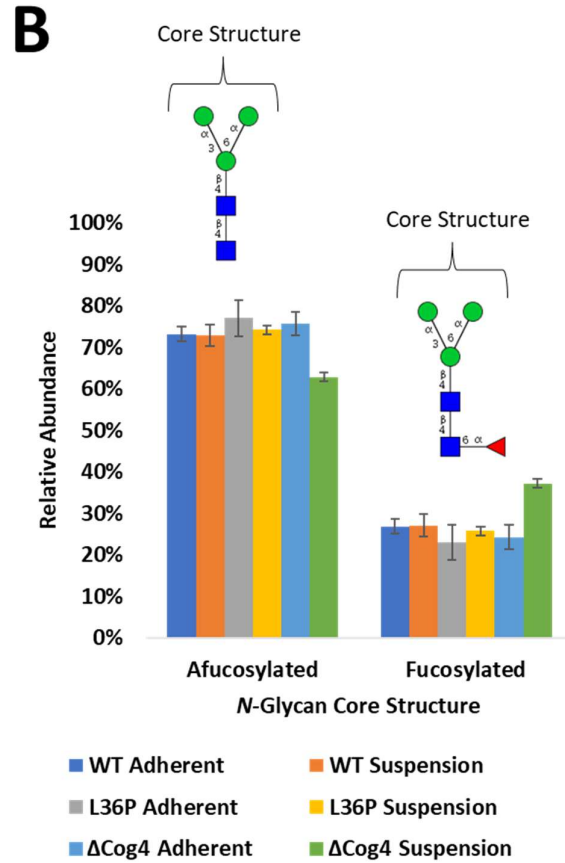 B
Core Structure
α 3 6 α
β 4
β 4
Core Structure
α 3 6 α
β 4
β 4
6 α
Relative Abundance
100%
90%
80%
70%
60%
50%
40%
30%
20%
10%
0%
Afucosylated Fucosylated
N-Glycan Core Structure
WT Adherent WT Suspension
L36P Adherent L36P Suspension
ΔCog4 Adherent ΔCog4 Suspension